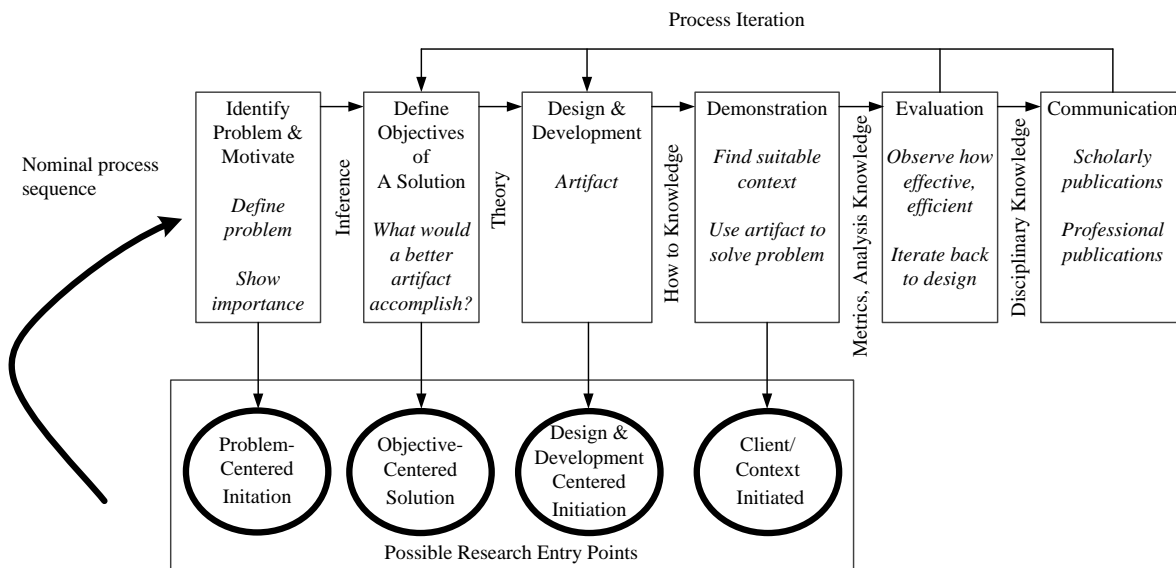 Process Iteration
Nominal process
sequence
Identify
Problem &
Motivate
Define
problem
Show
importance
Inference
Define
Objectives
of
A Solution
What would
a better
artifact
accomplish?
Theory
Design &
Development
Artifact
How to Knowledge
Demonstration
Find suitable
context
Use artifact to
solve problem
Metrics, Analysis Knowledge
Evaluation
Observe how
effective,
efficient
Iterate back
to design
Disciplinary Knowledge
Communication
Scholarly
publications
Professional
publications
Problem-
Centered
Initation
Objective-
Centered
Solution
Design &
Development
Centered
Initiation
Client/
Context
Initiated
Possible Research Entry Points